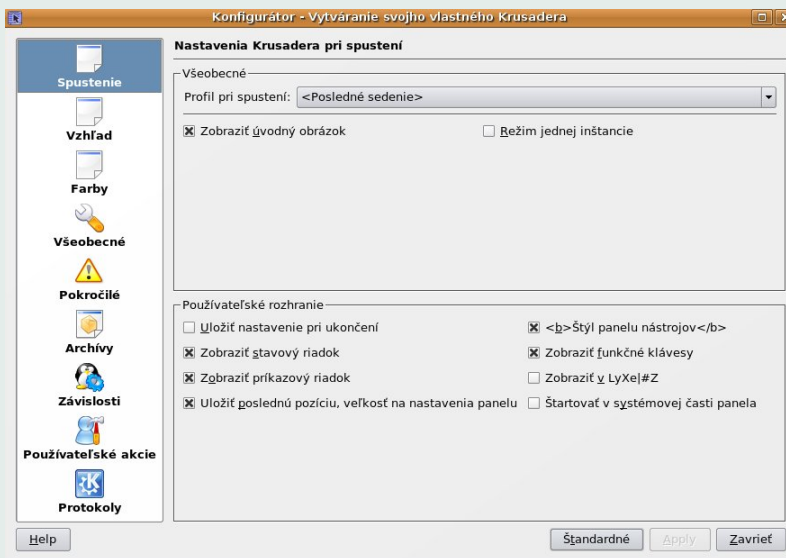 Konfigurátor - Vytváranie svojho vlastného Krusadera
Spustenie
Vzhľad
Farby
Všeobecné
Pokročilé
Archívy
Závislosti
Používateľské akcie
Protokoly
Nastavenia Krusadera pri spustení
Všeobecné
Profil pri spustení: <Posledné sedenie>
Zobraziť úvodný obrázok
Režim jednej inštancie
Používateľské rozhranie
Uložiť nastavenie pri ukončení
<b>Štýl panelu nástrojov</b>
Zobraziť stavový riadok
Zobraziť funkčné klávesy
Zobraziť príkazový riadok
Zobraziť v LyXe|#Z
Uložiť poslednú pozíciu, veľkosť na nastavenia panelu
Štartovať v systémovej časti panela
Help
Štandardné
Apply
Zavrieť